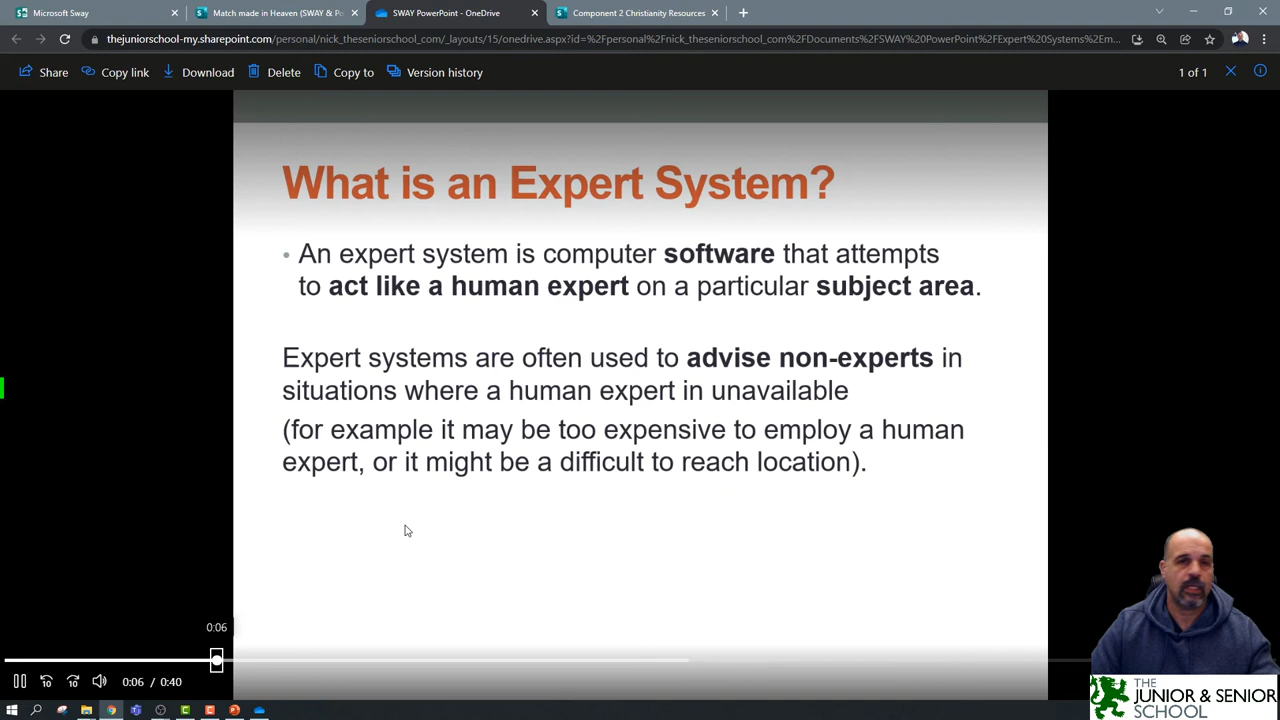 Microsoft Sway
Match made in Heaven (SWAY & Po
SWAY PowerPoint - OneDrive
Component 2 Christianity Resources
thejuniorschool-my.sharepoint.com/personal/nick_theseniorschool_com/_layouts/15/onedrive.aspx?id=%2Fpersonal%2Fnick_theseniorschool_com%2FDocuments%2FSWAY%20PowerPoint%2FExpert%20Systems%2Em...
Share
Copy link
Download
Delete
Copy to
Version history
1 of 1
What is an Expert System?
• An expert system is computer software that attempts
to act like a human expert on a particular subject area.
Expert systems are often used to advise non-experts in
situations where a human expert in unavailable
(for example it may be too expensive to employ a human
expert, or it might be a difficult to reach location).
0:06
10
10
0:06 / 0:40
THE
JUNIOR & SENIOR
SCHOOL